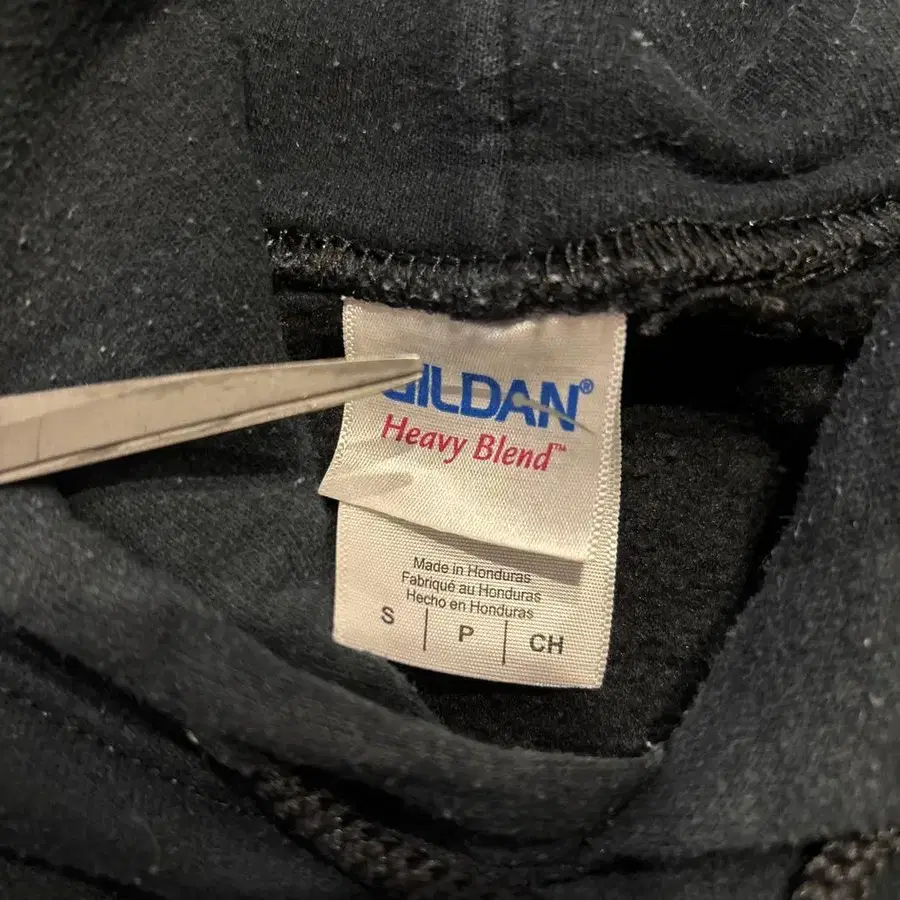 GILDAN®
Heavy Blend™
Made in Honduras
Fabriqué au Honduras
Hecho en Honduras
S | P | CH